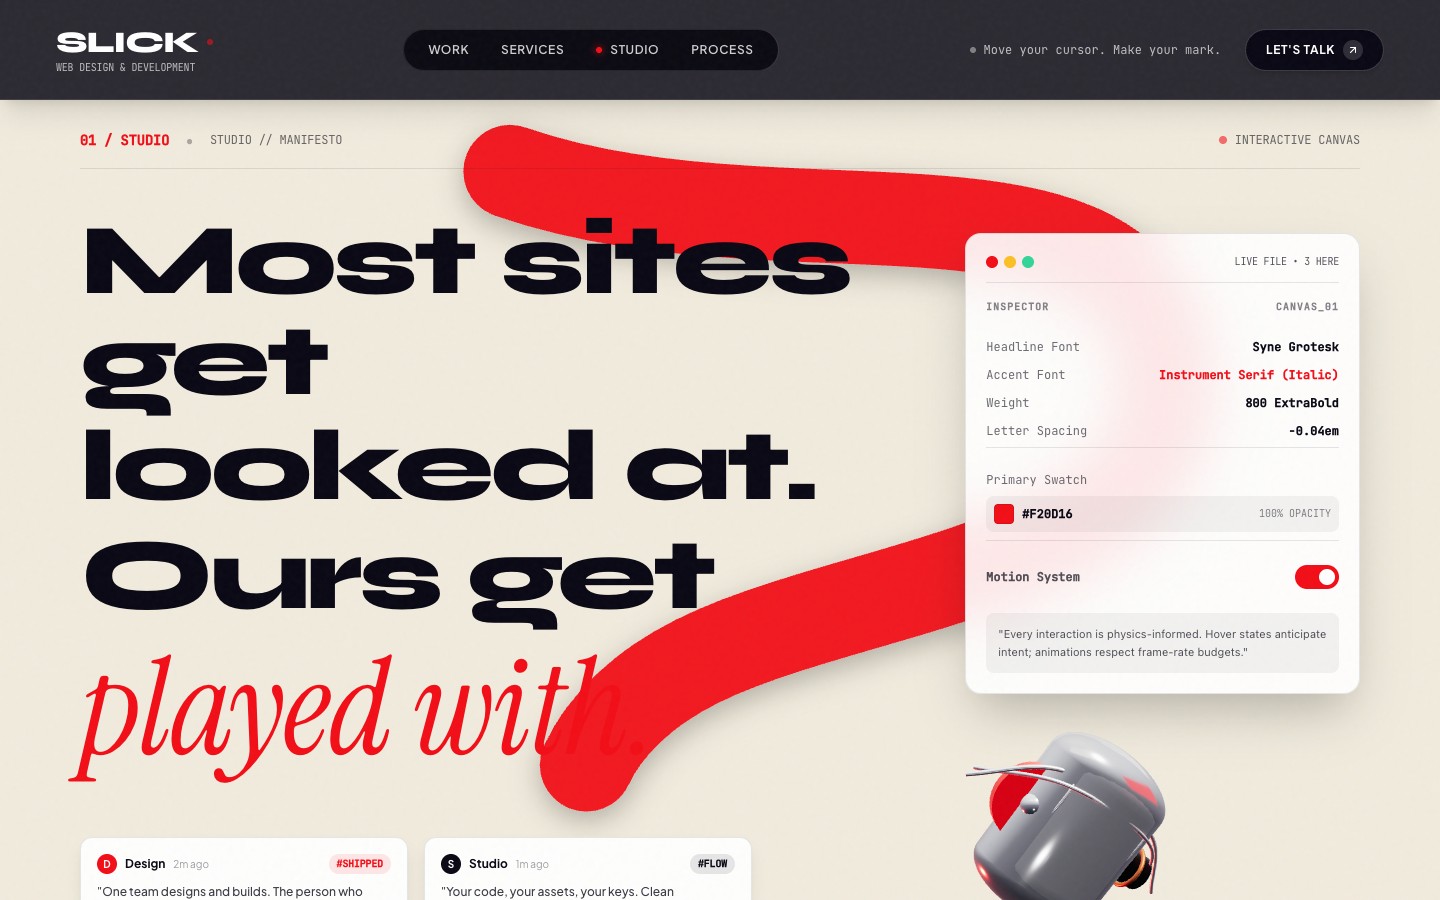 SLICK
WEB DESIGN & DEVELOPMENT
WORK SERVICES STUDIO PROCESS
Move your cursor. Make your mark.
LET'S TALK
01 / STUDIO STUDIO // MANIFESTO
INTERACTIVE CANVAS
Most sites
get
looked at.
Ours get
played with.
LIVE FILE • 3 HERE
INSPECTOR CANVAS_01
Headline Font Syne Grotesk
Accent Font Instrument Serif (Italic)
Weight 800 ExtraBold
Letter Spacing -0.04em
Primary Swatch
#F20D16 100% OPACITY
Motion System
"Every interaction is physics-informed. Hover states anticipate
intent; animations respect frame-rate budgets."
D Design 2m ago #SHIPPED
"One team designs and builds. The person who
S Studio 1m ago #FLOW
"Your code, your assets, your keys. Clean